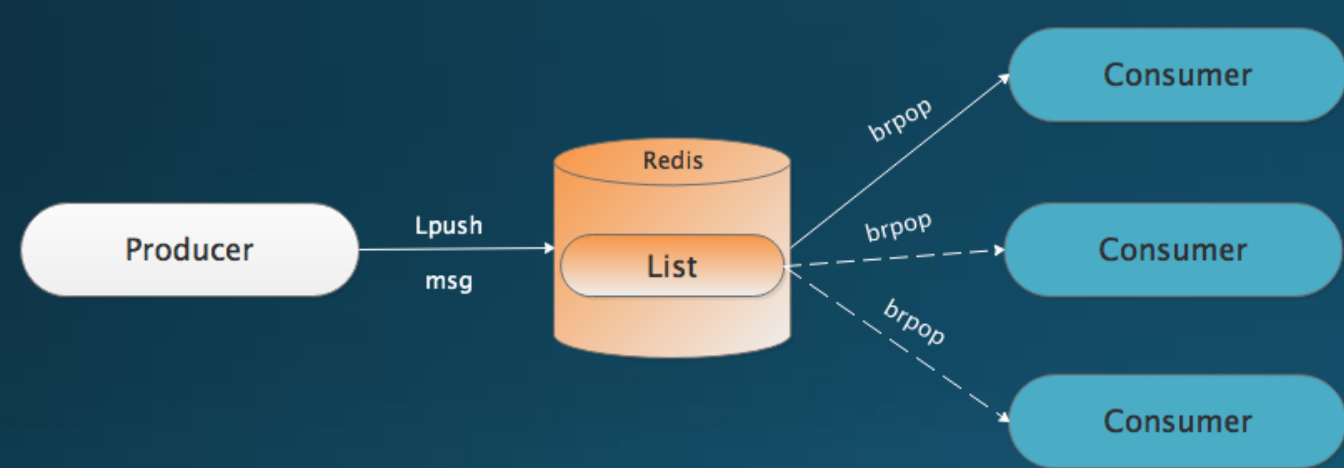 Producer
Lpush
msg
Redis
List
brpop
brpop
brpop
Consumer
Consumer
Consumer